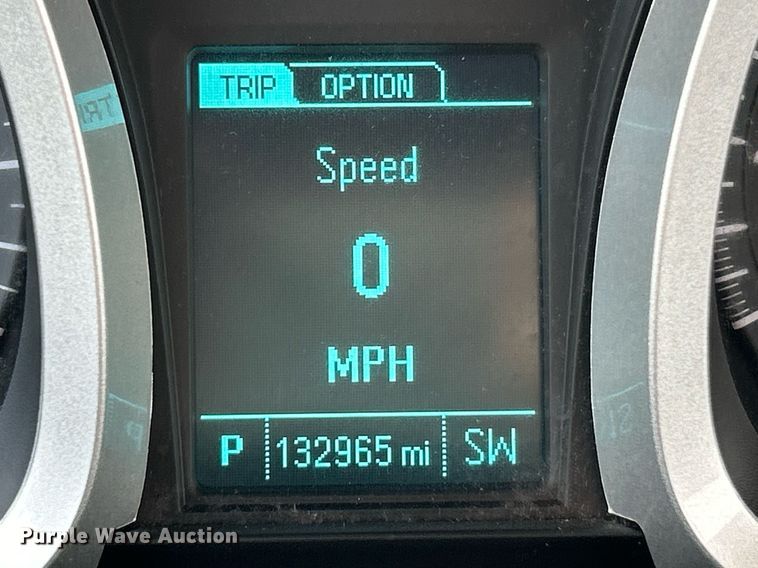 TRIP OPTION
Speed
0
MPH
P 132965 mi SW
Purple Wave Auction